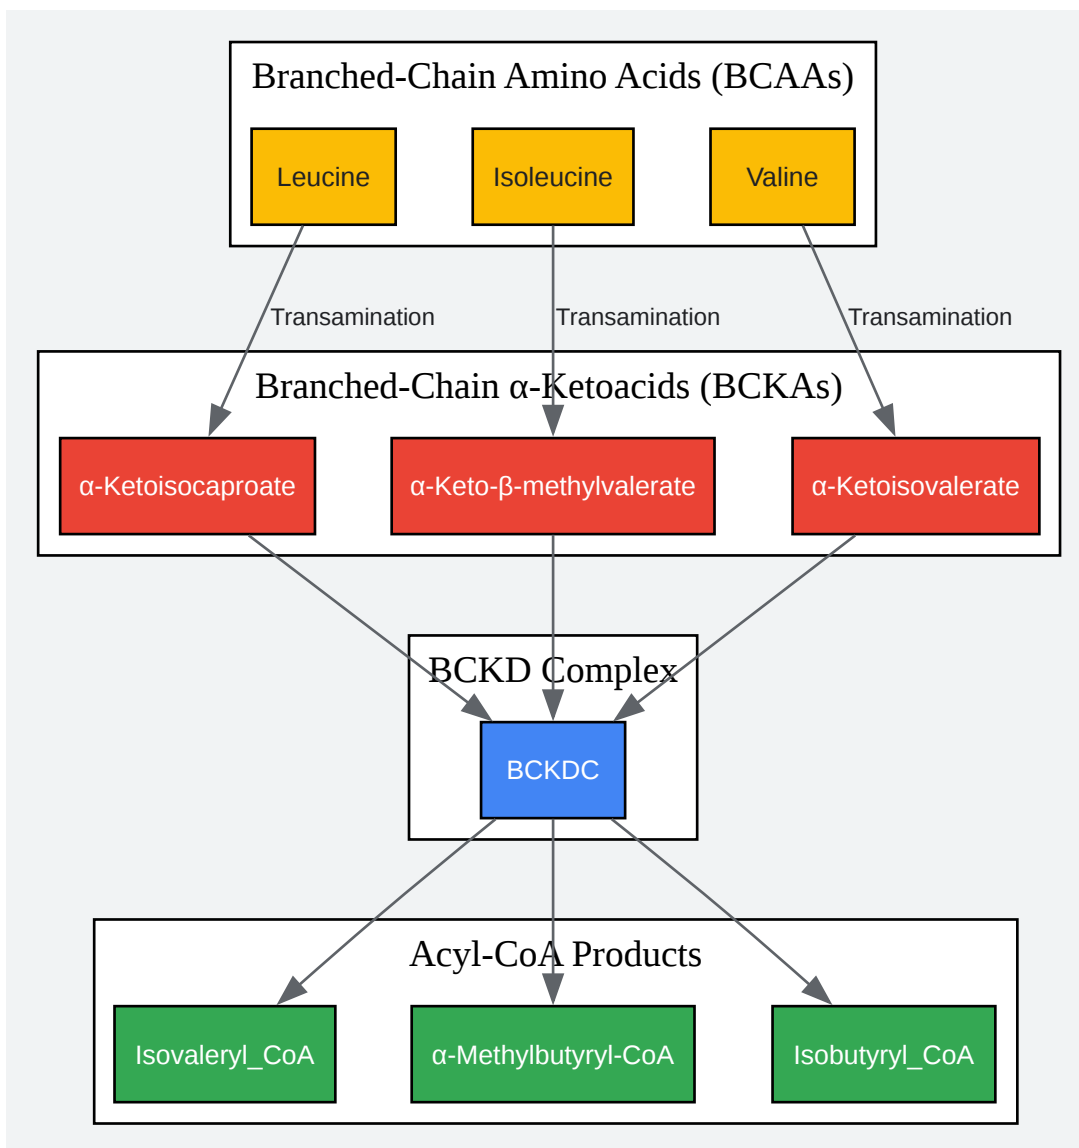 Branched-Chain Amino Acids (BCAAs)
Leucine
Isoleucine
Valine
Transamination
Transamination
Transamination
Branched-Chain α-Ketoacids (BCKAs)
α-Ketoisocaproate
α-Keto-β-methylvalerate
α-Ketoisovalerate
BCKD Complex
BCKDC
Acyl-CoA Products
Isovaleryl_CoA
α-Methylbutyryl-CoA
Isobutyryl_CoA